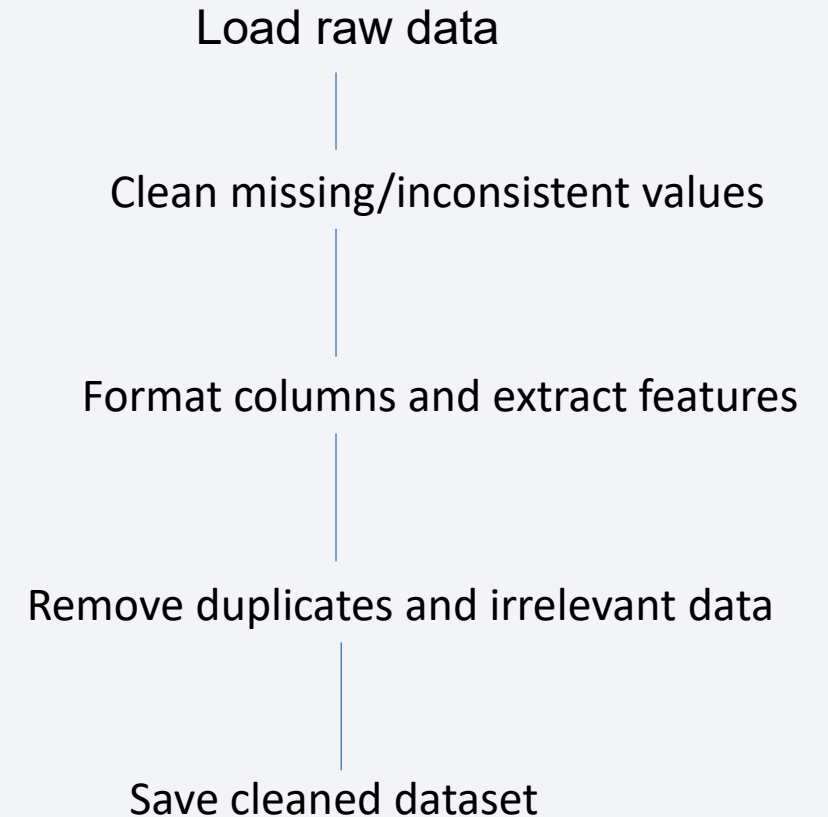 Load raw data
Clean missing/inconsistent values
Format columns and extract features
Remove duplicates and irrelevant data
Save cleaned dataset